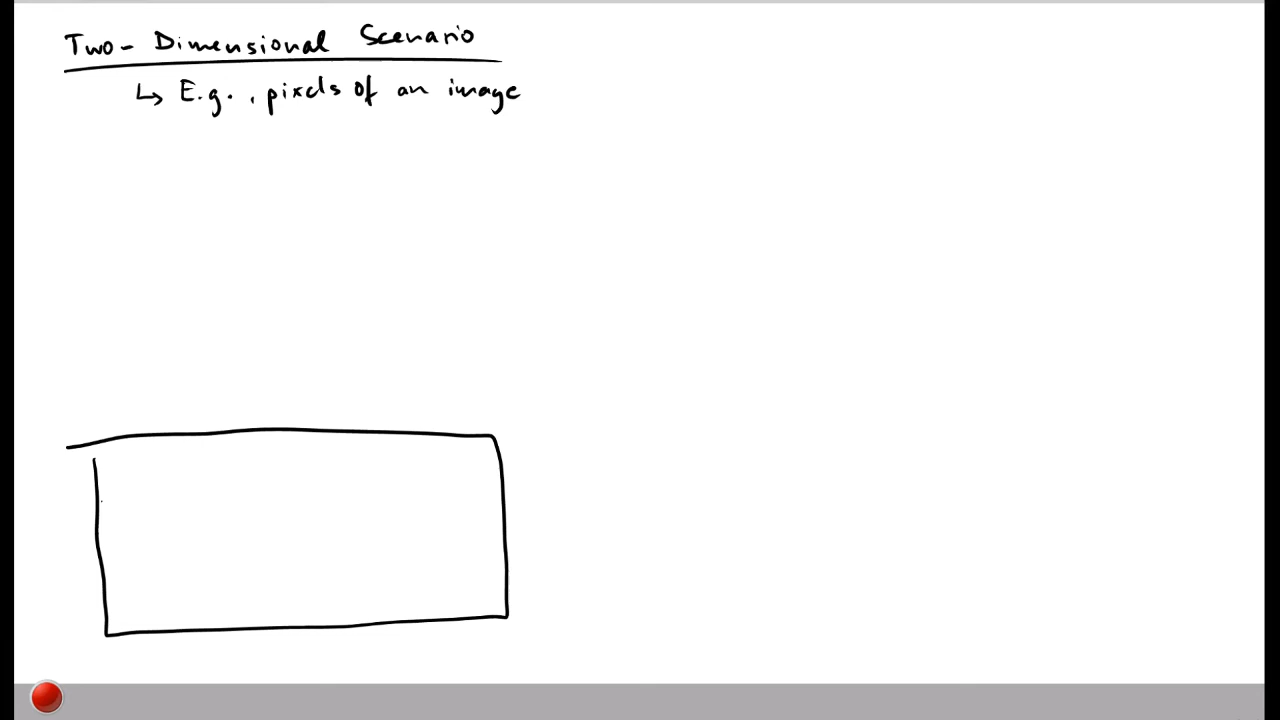 Two-Dimensional Scenario
↳ E.g., pixels of an image